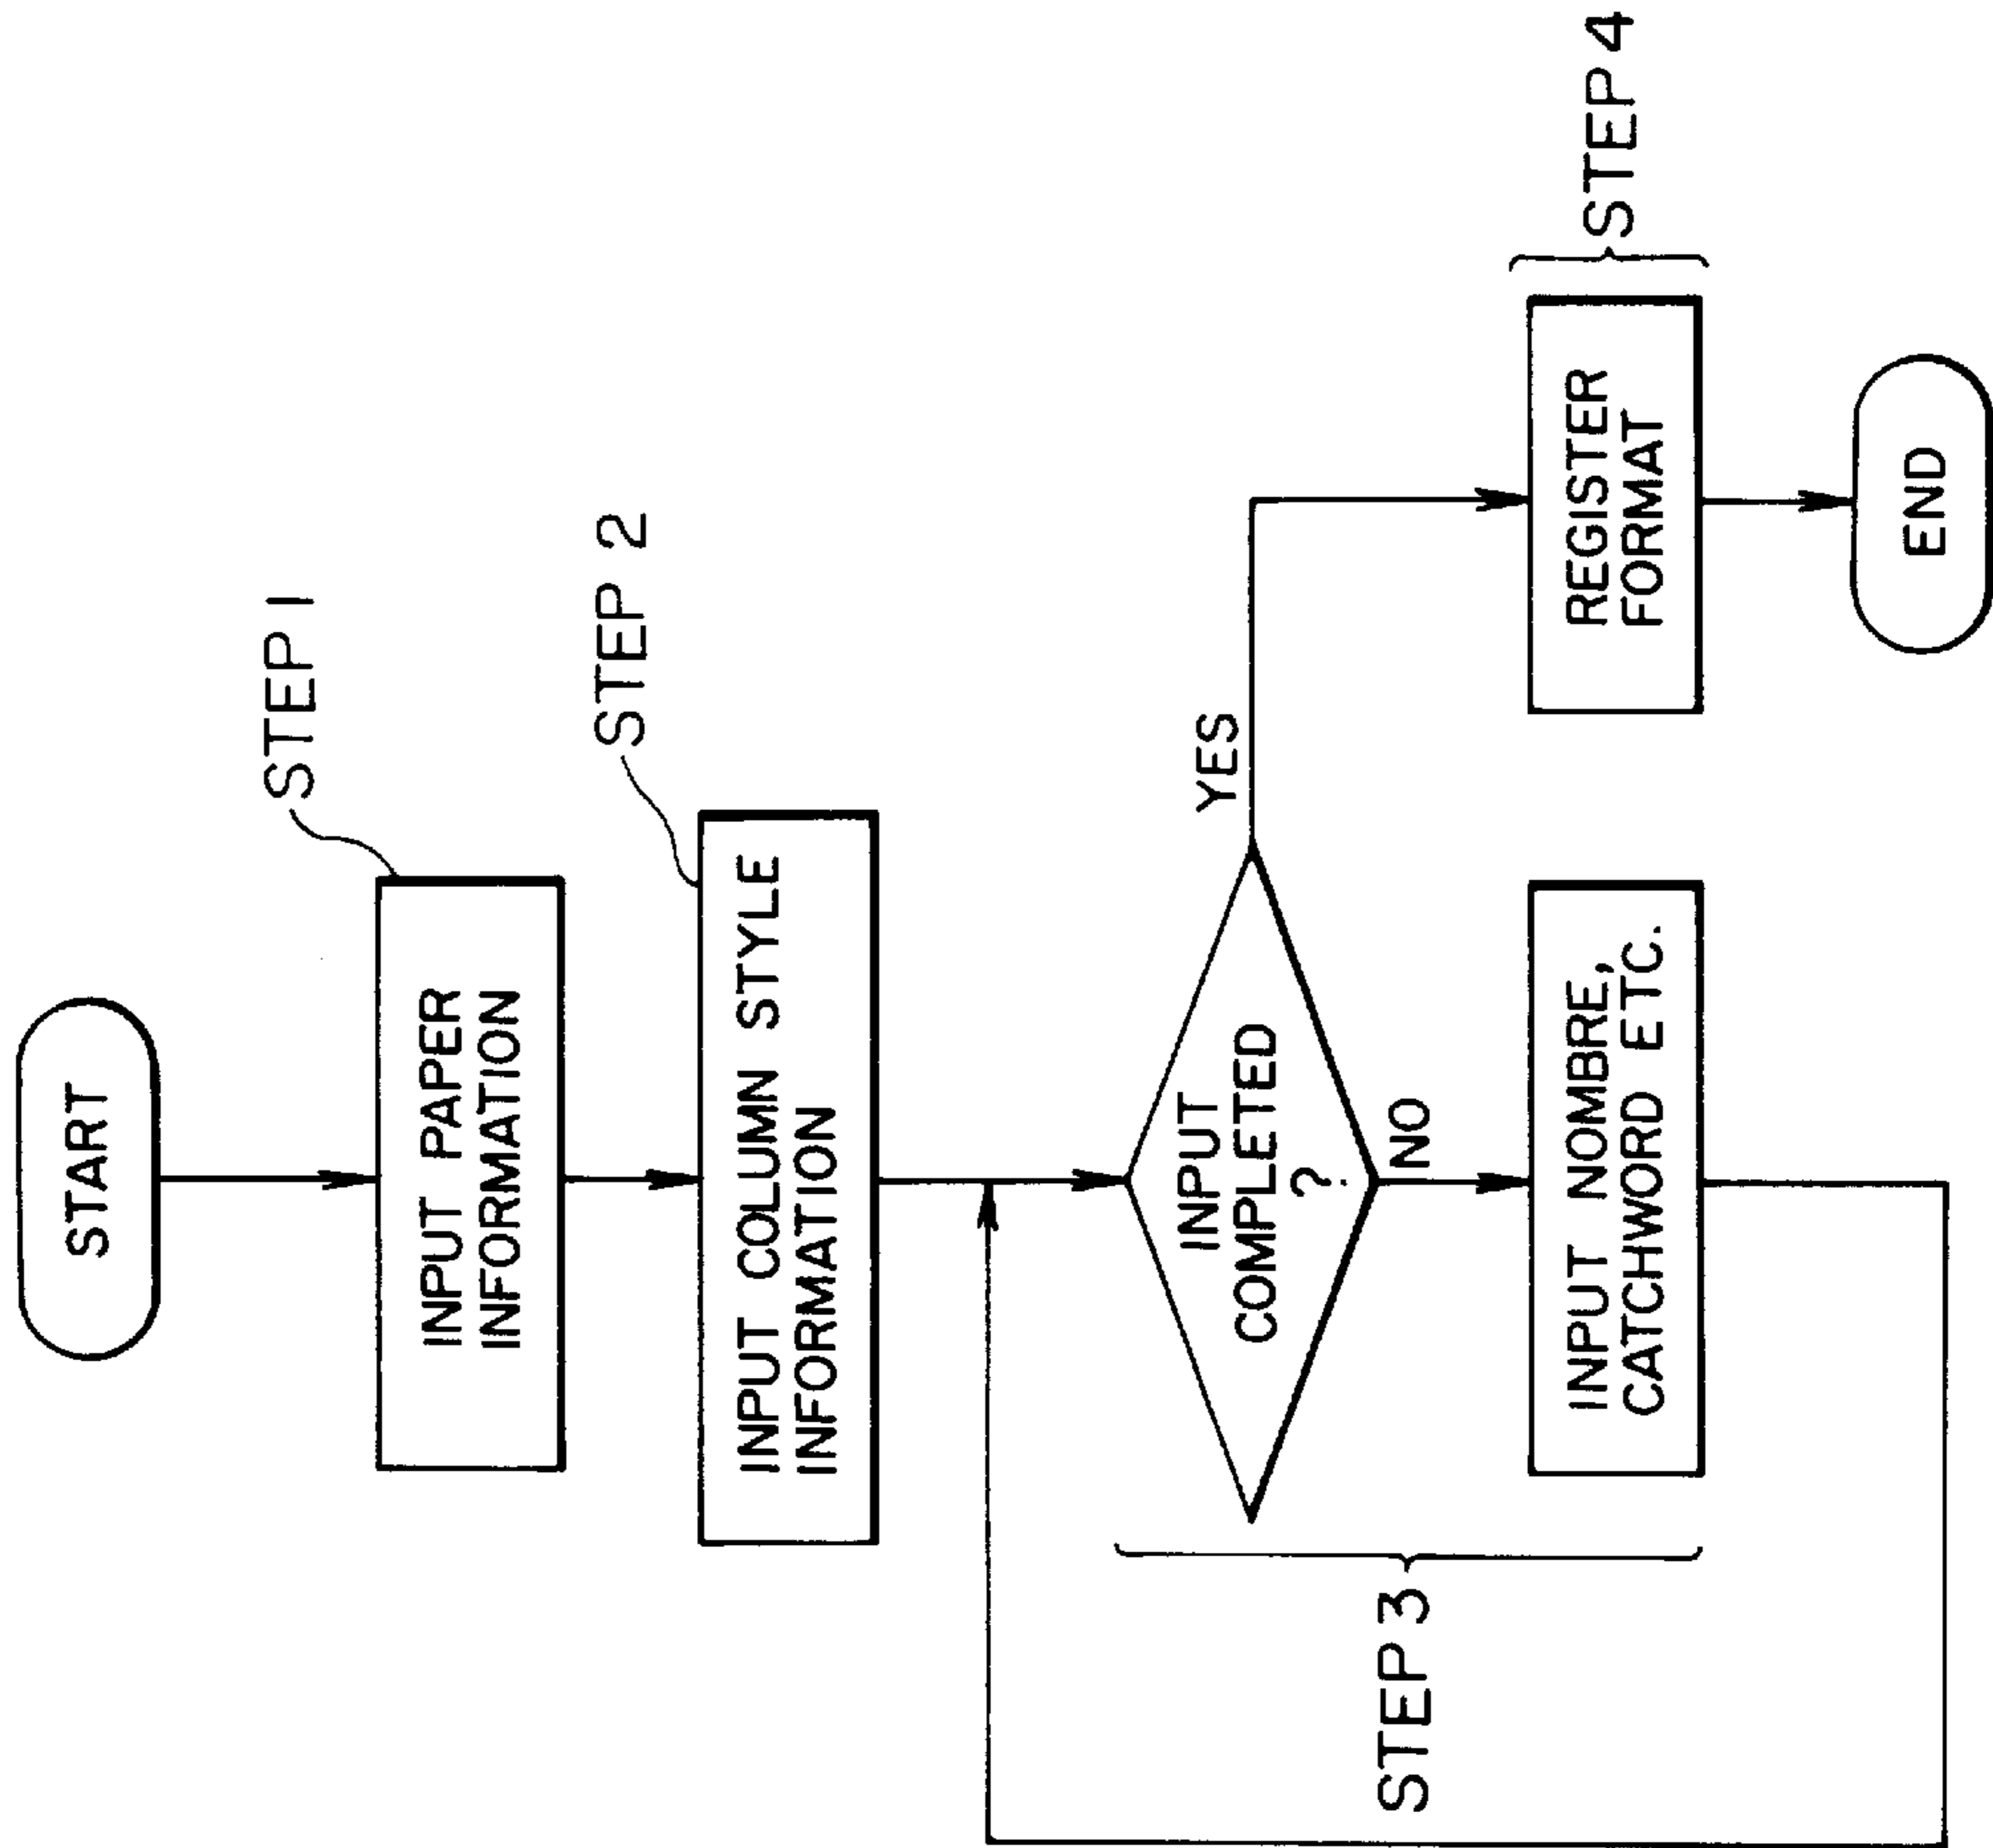 START
STEP 1
INPUT PAPER
INFORMATION
STEP 2
INPUT COLUMN STYLE
INFORMATION
INPUT
COMPLETED
?
YES
NO
STEP 3
INPUT NOMBRE,
CATCHWORD ETC.
REGISTER
FORMAT
STEP 4
END